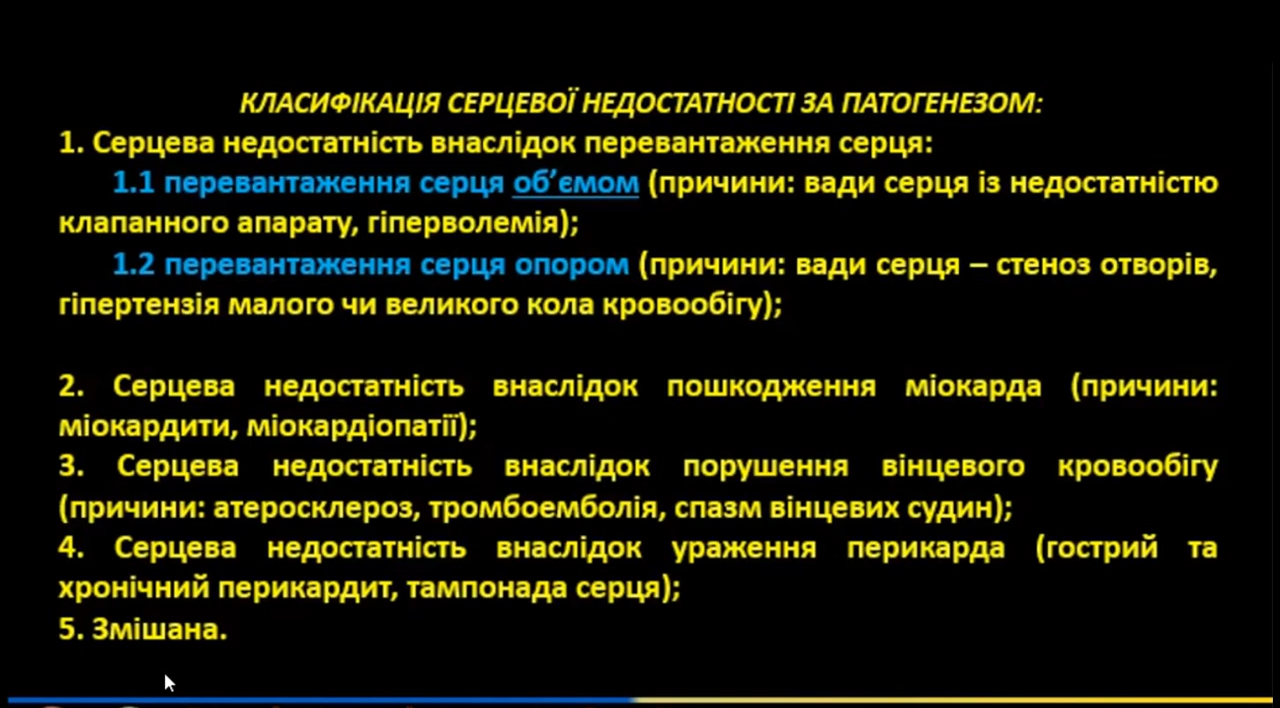 КЛАСИФІКАЦІЯ СЕРЦЕВОЇ НЕДОСТАТНОСТІ ЗА ПАТОГЕНЕЗОМ:
1. Серцева недостатність внаслідок перевантаження серця:
1.1 перевантаження серця об’ємом (причини: вади серця із недостатністю
клапанного апарату, гіперволемія);
1.2 перевантаження серця опором (причини: вади серця – стеноз отворів,
гіпертензія малого чи великого кола кровообігу);
2. Серцева недостатність внаслідок пошкодження міокарда (причини:
міокардити, міокардіопатії);
3. Серцева недостатність внаслідок порушення вінцевого кровообігу
(причини: атеросклероз, тромбоемболія, спазм вінцевих судин);
4. Серцева недостатність внаслідок ураження перикарда (гострий та
хронічний перикардит, тампонада серця);
5. Змішана.